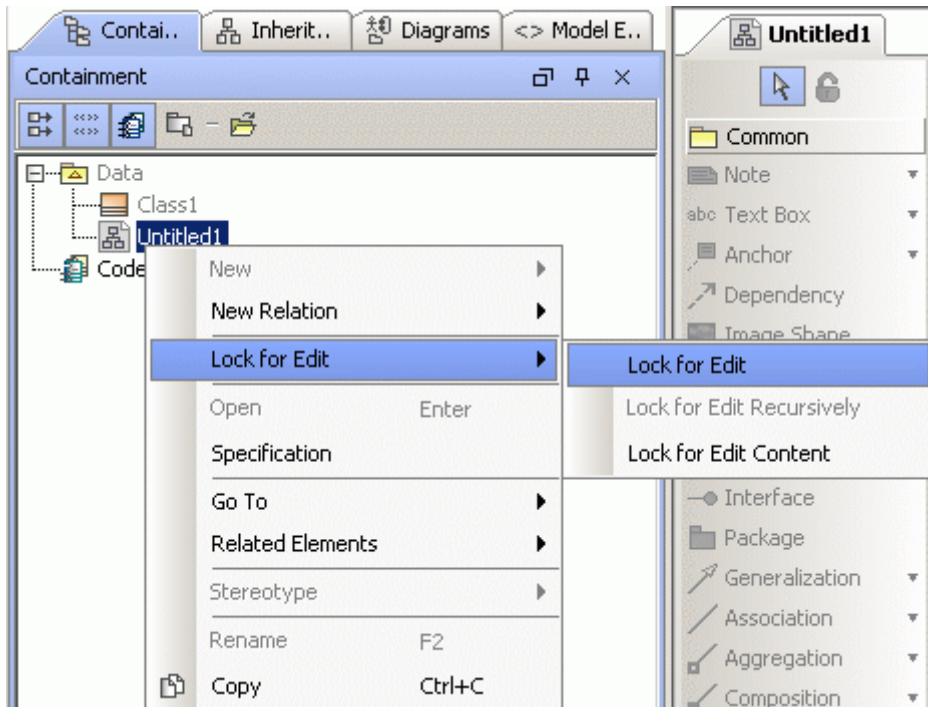 Contai..
Inherit..
Diagrams
<> Model E..
Untitled1
Containment
Common
Data
Note
Class1
abc Text Box
Untitled1
Anchor
Code
New
Dependency
New Relation
Image Shape
Lock for Edit
Lock for Edit
Open Enter
Lock for Edit Recursively
Specification
Lock for Edit Content
Go To
Interface
Related Elements
Package
Stereotype
Generalization
Association
Rename F2
Aggregation
Copy Ctrl+C
Composition